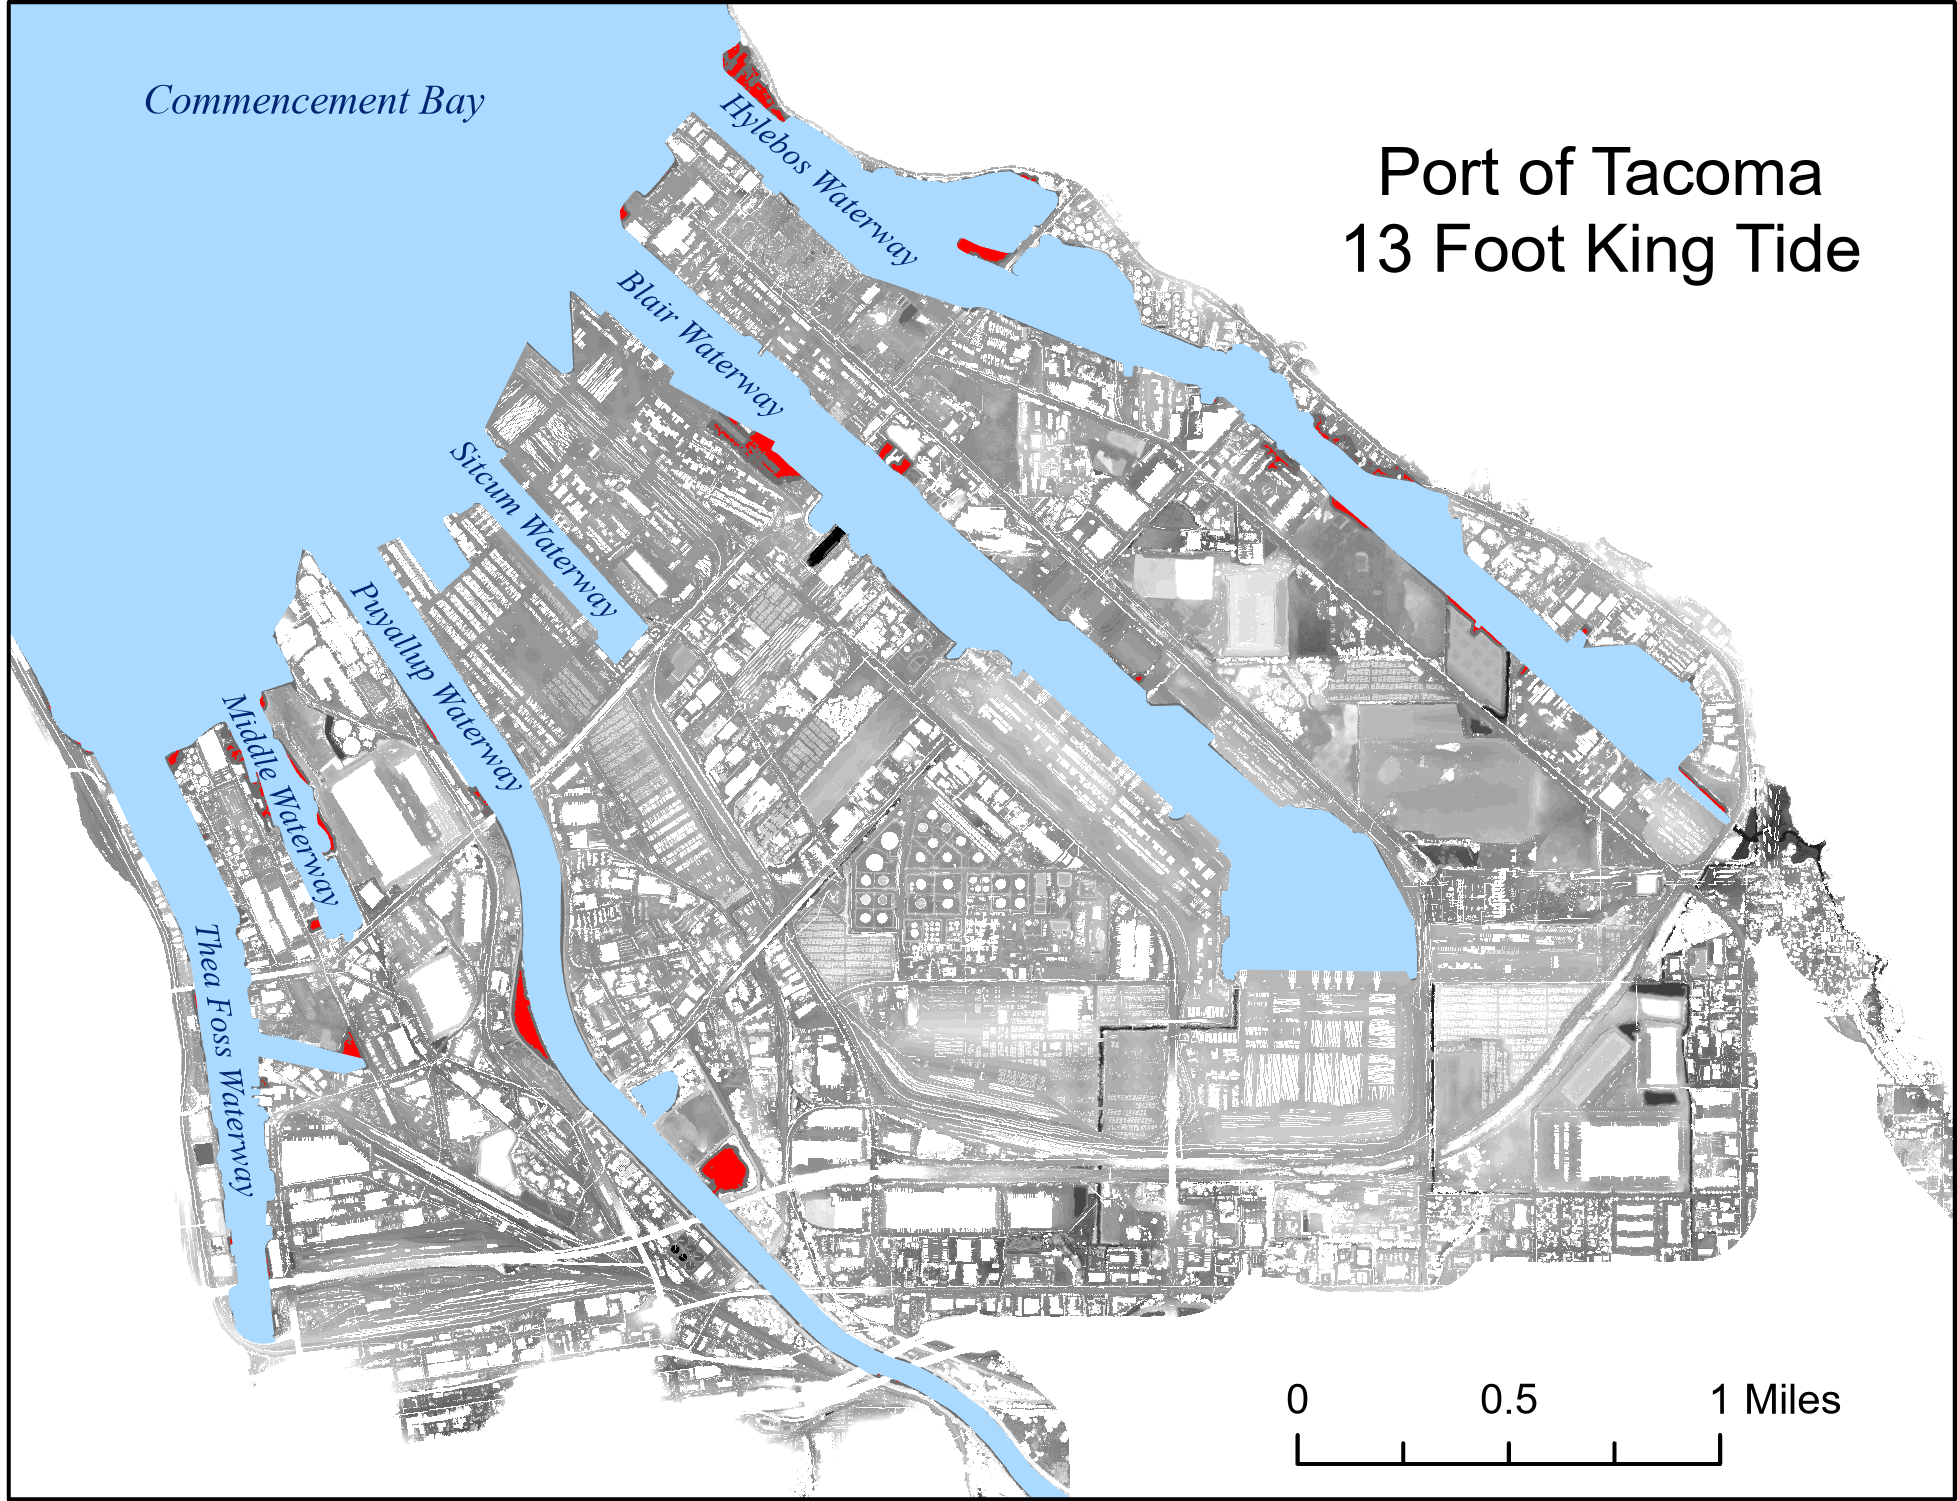 Commencement Bay
Port of Tacoma
13 Foot King Tide
Hylebos Waterway
Blair Waterway
Sitcum Waterway
Puyallup Waterway
Middle Waterway
Thea Foss Waterway
0 0.5 1 Miles